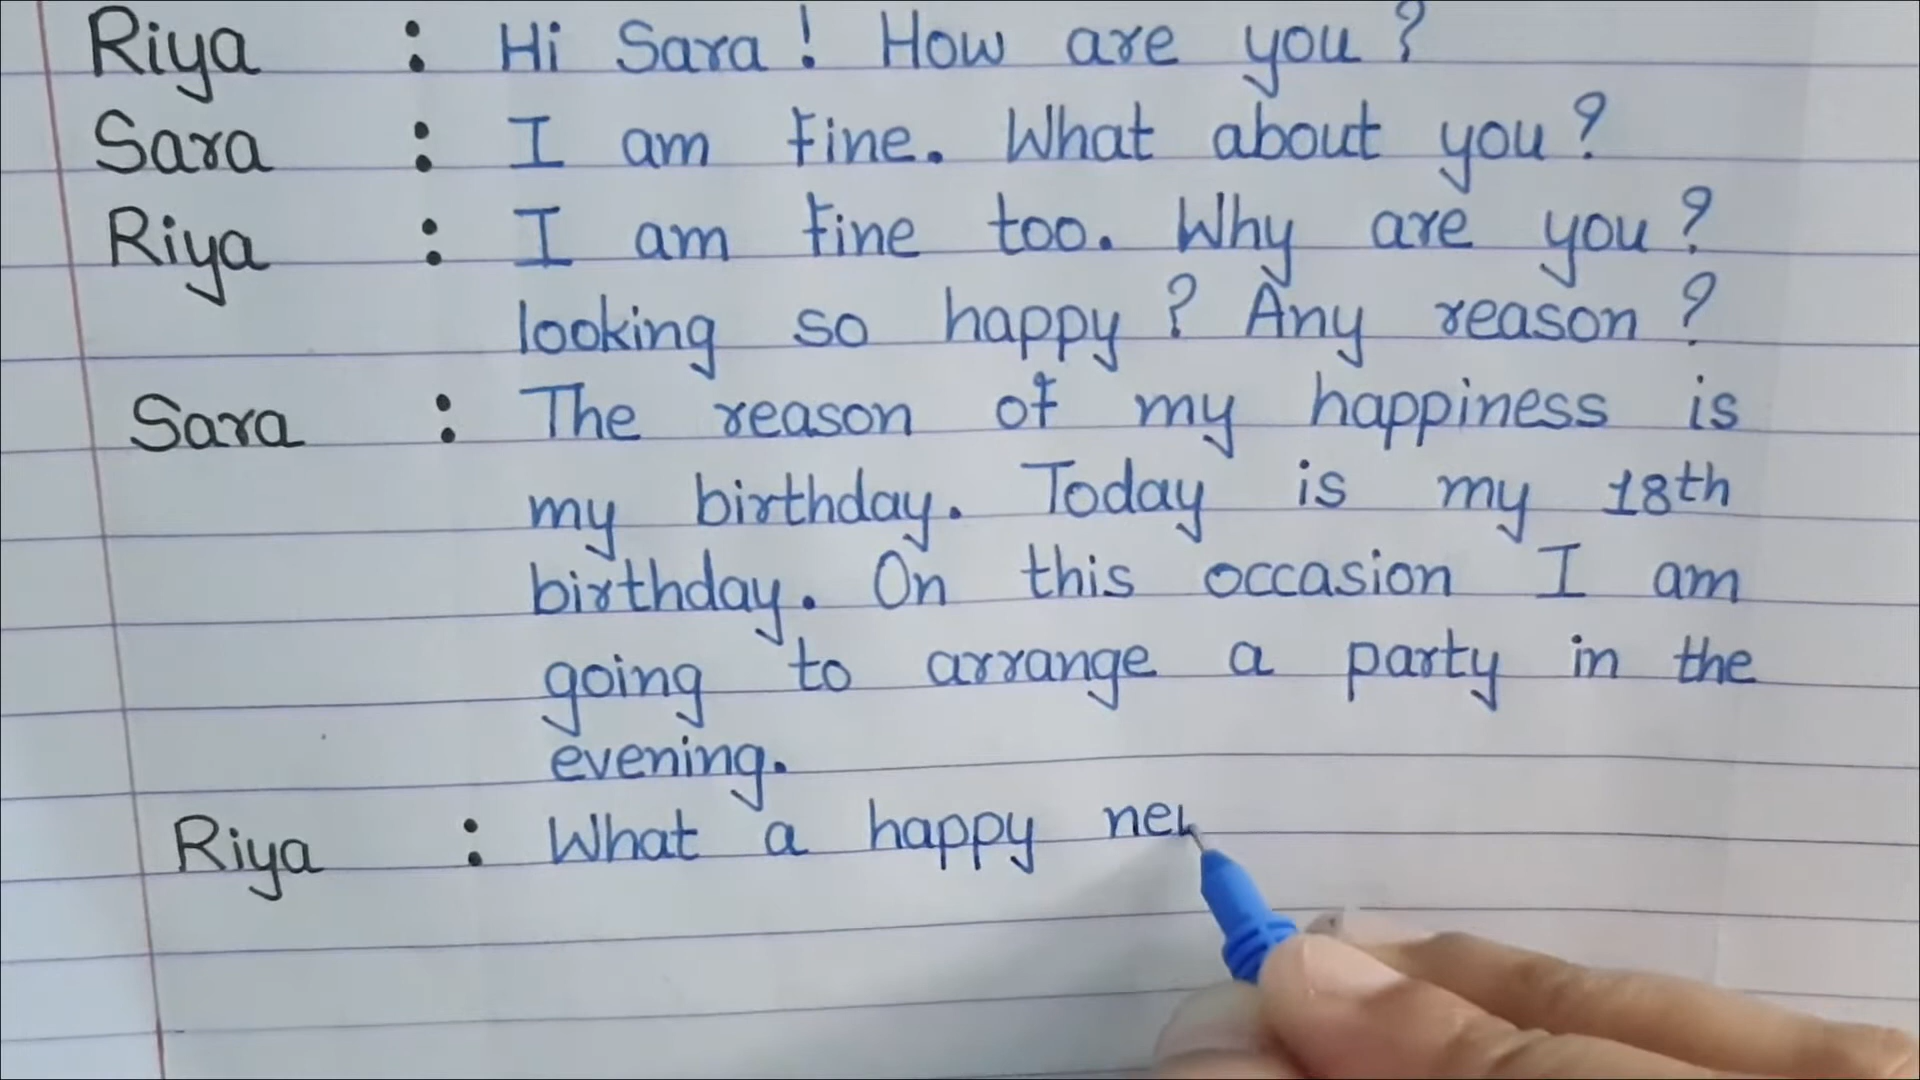 Riya : Hi Sara! How are you?
Sara : I am fine. What about you?
Riya : I am fine too. Why are you?
looking so happy? Any reason?
Sara : The reason of my happiness is
my birthday. Today is my 18th
birthday. On this occasion I am
going to arrange a party in the
evening.
Riya : What a happy